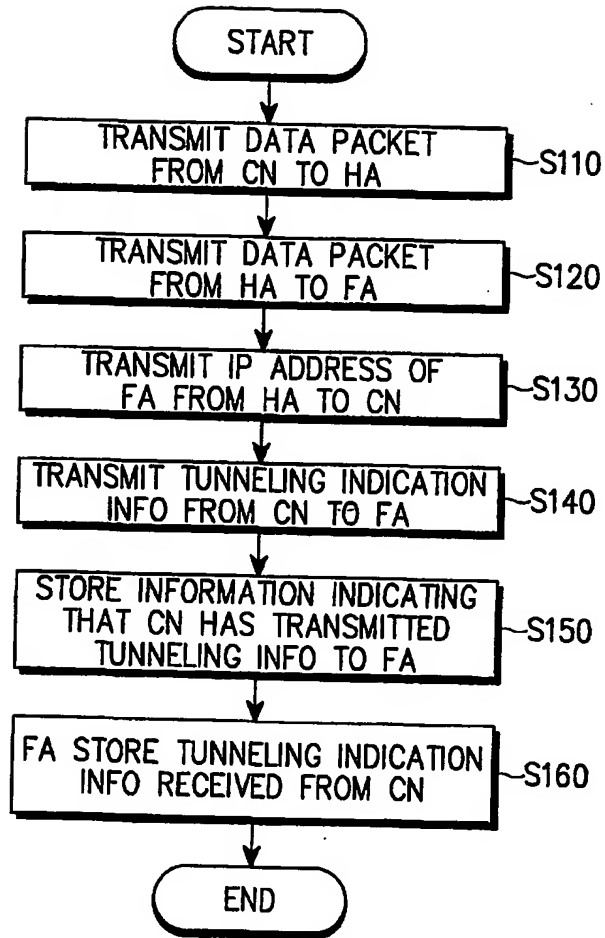 START
TRANSMIT DATA PACKET
FROM CN TO HA
S110
TRANSMIT DATA PACKET
FROM HA TO FA
S120
TRANSMIT IP ADDRESS OF
FA FROM HA TO CN
S130
TRANSMIT TUNNELING INDICATION
INFO FROM CN TO FA
S140
STORE INFORMATION INDICATING
THAT CN HAS TRANSMITTED
TUNNELING INFO TO FA
S150
FA STORE TUNNELING INDICATION
INFO RECEIVED FROM CN
S160
END